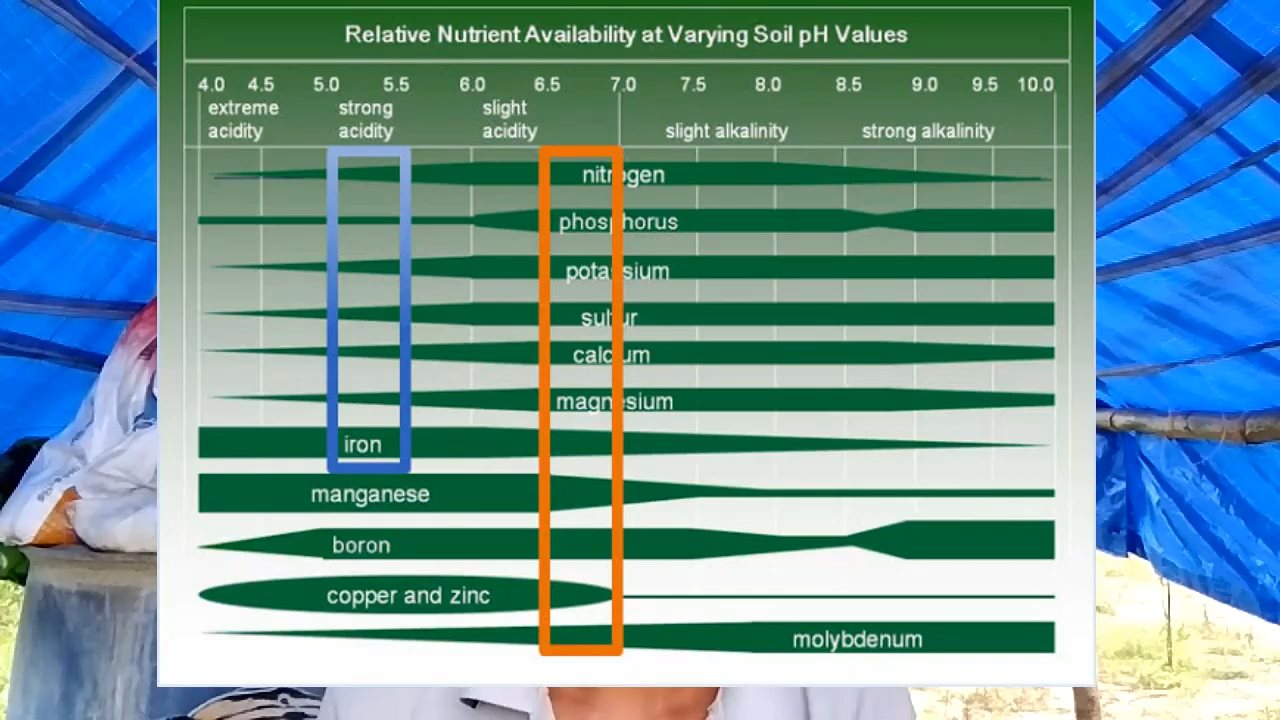 Relative Nutrient Availability at Varying Soil pH Values
4.0 4.5 5.0 5.5 6.0 6.5 7.0 7.5 8.0 8.5 9.0 9.5 10.0
extreme acidity
strong acidity
slight acidity
slight alkalinity
strong alkalinity
nitrogen
phosphorus
potassium
sulfur
calcium
magnesium
iron
manganese
boron
copper and zinc
molybdenum